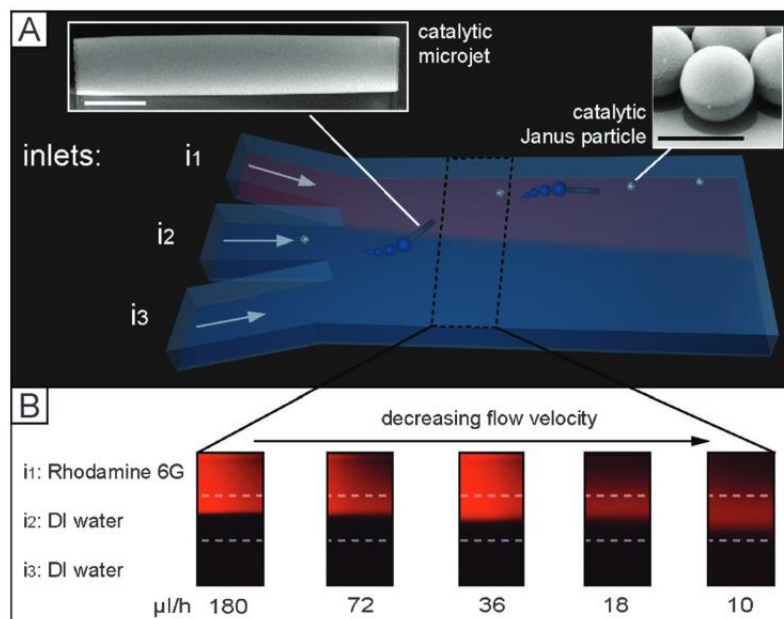 A
catalytic
microjet
catalytic
Janus particle
inlets:
i1
i2
i3
B
decreasing flow velocity
i1: Rhodamine 6G
i2: DI water
i3: DI water
µl/h 180 72 36 18 10